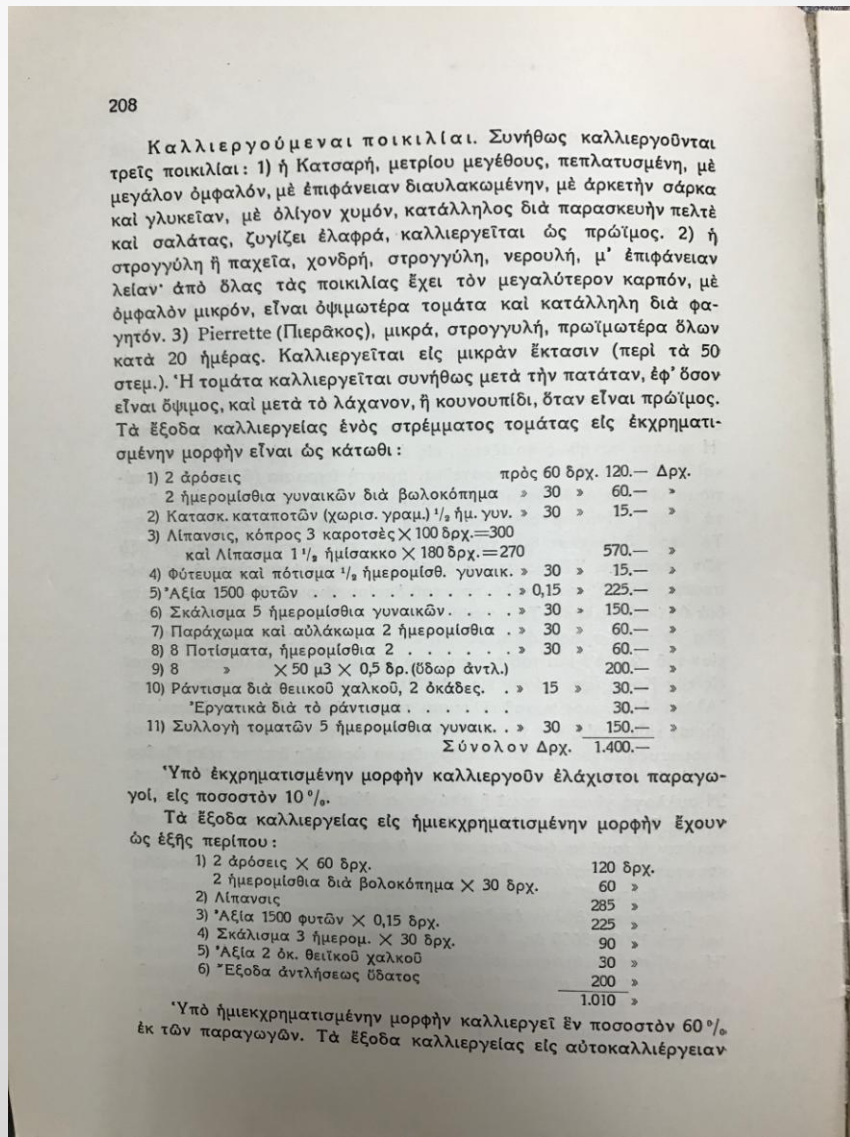 208
Καλλιεργούμεναι ποικιλίαι. Συνήθως καλλιεργοῦνται
τρεῖς ποικιλίαι : 1) ἡ Κατσαρή, μετρίου μεγέθους, πεπλατυσμένη, μὲ
μεγάλον ὀμφαλόν, μὲ ἐπιφάνειαν διαυλακωμένην, μὲ ἀρκετὴν σάρκα
καὶ γλυκεῖαν, μὲ ὀλίγον χυμόν, κατάλληλος διὰ παρασκευὴν πελτὲ
καὶ σαλάτας, ζυγίζει ἐλαφρά, καλλιεργεῖται ὡς πρώϊμος. 2) ἡ
στρογγύλη ἢ παχεῖα, χονδρή, στρογγύλη, νερουλή, μ' ἐπιφάνειαν
λείαν· ἀπὸ ὅλας τὰς ποικιλίας ἔχει τὸν μεγαλύτερον καρπόν, μὲ
ὀμφαλὸν μικρόν, εἶναι ὀψιμωτέρα τομάτα καὶ κατάλληλη διὰ φα-
γητόν. 3) Pierrette (Πιερᾶκος), μικρά, στρογγυλή, πρωϊμωτέρα ὅλων
κατὰ 20 ἡμέρας. Καλλιεργεῖται εἰς μικρὰν ἔκτασιν (περὶ τὰ 50
στεμ.). Ἡ τομάτα καλλιεργεῖται συνήθως μετὰ τὴν πατάταν, ἐφ' ὅσον
εἶναι ὄψιμος, καὶ μετὰ τὸ λάχανον, ἢ κουνουπίδι, ὅταν εἶναι πρώϊμος.
Τὰ ἔξοδα καλλιεργείας ἑνὸς στρέμματος τομάτας εἰς ἐκχρηματι-
σμένην μορφὴν εἶναι ὡς κάτωθι :
1) 2 ἀρόσεις πρὸς 60 δρχ. 120.— Δρχ.
2 ἡμερομίσθια γυναικῶν διὰ βωλοκόπημα » 30 » 60.— »
2) Κατασκ. καταποτῶν (χωρισ. γραμ.) ¹/₂ ἡμ. γυν. » 30 » 15.— »
3) Λίπανσις, κόπρος 3 καροτσὲς × 100 δρχ.=300
καὶ Λίπασμα 1 ¹/₂ ἡμίσακκο × 180 δρχ.=270 570.— »
4) Φύτευμα καὶ πότισμα ¹/₂ ἡμερομίσθ. γυναικ. » 30 » 15.— »
5) Ἀξία 1500 φυτῶν . . . . . . . . . . . » 0,15 » 225.— »
6) Σκάλισμα 5 ἡμερομίσθια γυναικῶν. . . . » 30 » 150.— »
7) Παράχωμα καὶ αὐλάκωμα 2 ἡμερομίσθια . » 30 » 60.— »
8) 8 Ποτίσματα, ἡμερομίσθια 2 . . . . . . » 30 » 60.— »
9) 8 » × 50 μ3 × 0,5 δρ. (ὕδωρ ἀντλ.) 200.— »
10) Ράντισμα διὰ θειικοῦ χαλκοῦ, 2 ὀκάδες. . » 15 » 30.— »
Ἐργατικὰ διὰ τὸ ράντισμα . . . . . . 30.— »
11) Συλλογὴ τοματῶν 5 ἡμερομίσθια γυναικ. . » 30 » 150.— »
Σύνολον Δρχ. 1.400.—
Ὑπὸ ἐκχρηματισμένην μορφὴν καλλιεργοῦν ἐλάχιστοι παραγω-
γοί, εἰς ποσοστὸν 10 %.
Τὰ ἔξοδα καλλιεργείας εἰς ἡμιεκχρηματισμένην μορφὴν ἔχουν
ὡς ἑξῆς περίπου :
1) 2 ἀρόσεις × 60 δρχ. 120 δρχ.
2 ἡμερομίσθια διὰ βολοκόπημα × 30 δρχ. 60 »
2) Λίπανσις 285 »
3) Ἀξία 1500 φυτῶν × 0,15 δρχ. 225 »
4) Σκάλισμα 3 ἡμερομ. × 30 δρχ. 90 »
5) Ἀξία 2 ὀκ. θειϊκοῦ χαλκοῦ 30 »
6) Ἔξοδα ἀντλήσεως ὕδατος 200 »
1.010 »
Ὑπὸ ἡμιεκχρηματισμένην μορφὴν καλλιεργεῖ ἓν ποσοστὸν 60 %
ἐκ τῶν παραγωγῶν. Τὰ ἔξοδα καλλιεργείας εἰς αὐτοκαλλιέργειαν